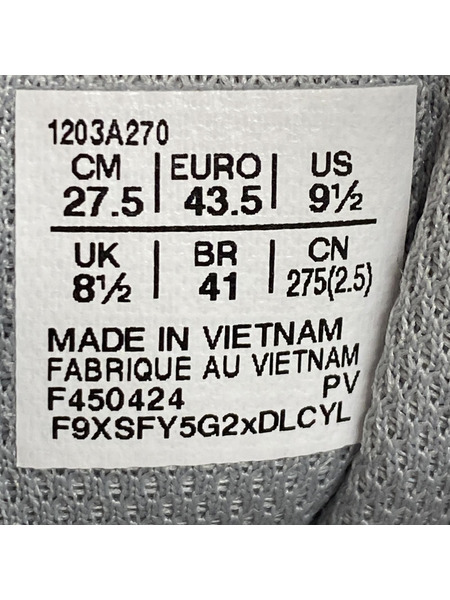 1203A270
CM | EURO | US
27.5 | 43.5 | 9½
UK | BR | CN
8½ | 41 | 275(2.5)
MADE IN VIETNAM
FABRIQUE AU VIETNAM
F450424 PV
F9XSFY5G2xDLCYL